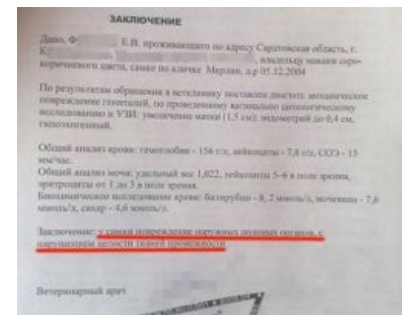 ЗАКЛЮЧЕНИЕ
Дано, Ф Е.В. проживающего по адресу Саратовская область, г.
К владельцу макаки серо-
коричневого цвета, самке по кличке Мерлин, д.р 05.12.2004
По результатам обращения в ветклинику поставлен диагноз: механическое
повреждение гениталий, по проведенному вагинально цитологическому
исследованию и УЗИ: увеличение матки (1,5 см); эндометрий до 0,4 см,
гипоэхогенный.
Общий анализ крови: гемоглобин - 156 г/л, лейкоциты - 7,8 г/л, СОЭ - 15
мм/час.
Общий анализ мочи: удельный вес 1,022, лейкоциты 5-6 в поле зрения,
эритроциты от 1 до 3 в поле зрения.
Биохимическое исследование крови: билирубин - 8, 7 ммоль/л, мочевина - 7,6
ммоль/л, сахар - 4,6 ммоль/л.
Заключение: у самки повреждение наружных половых органов, с
нарушением целости тканей промежности
Ветеринарный врач